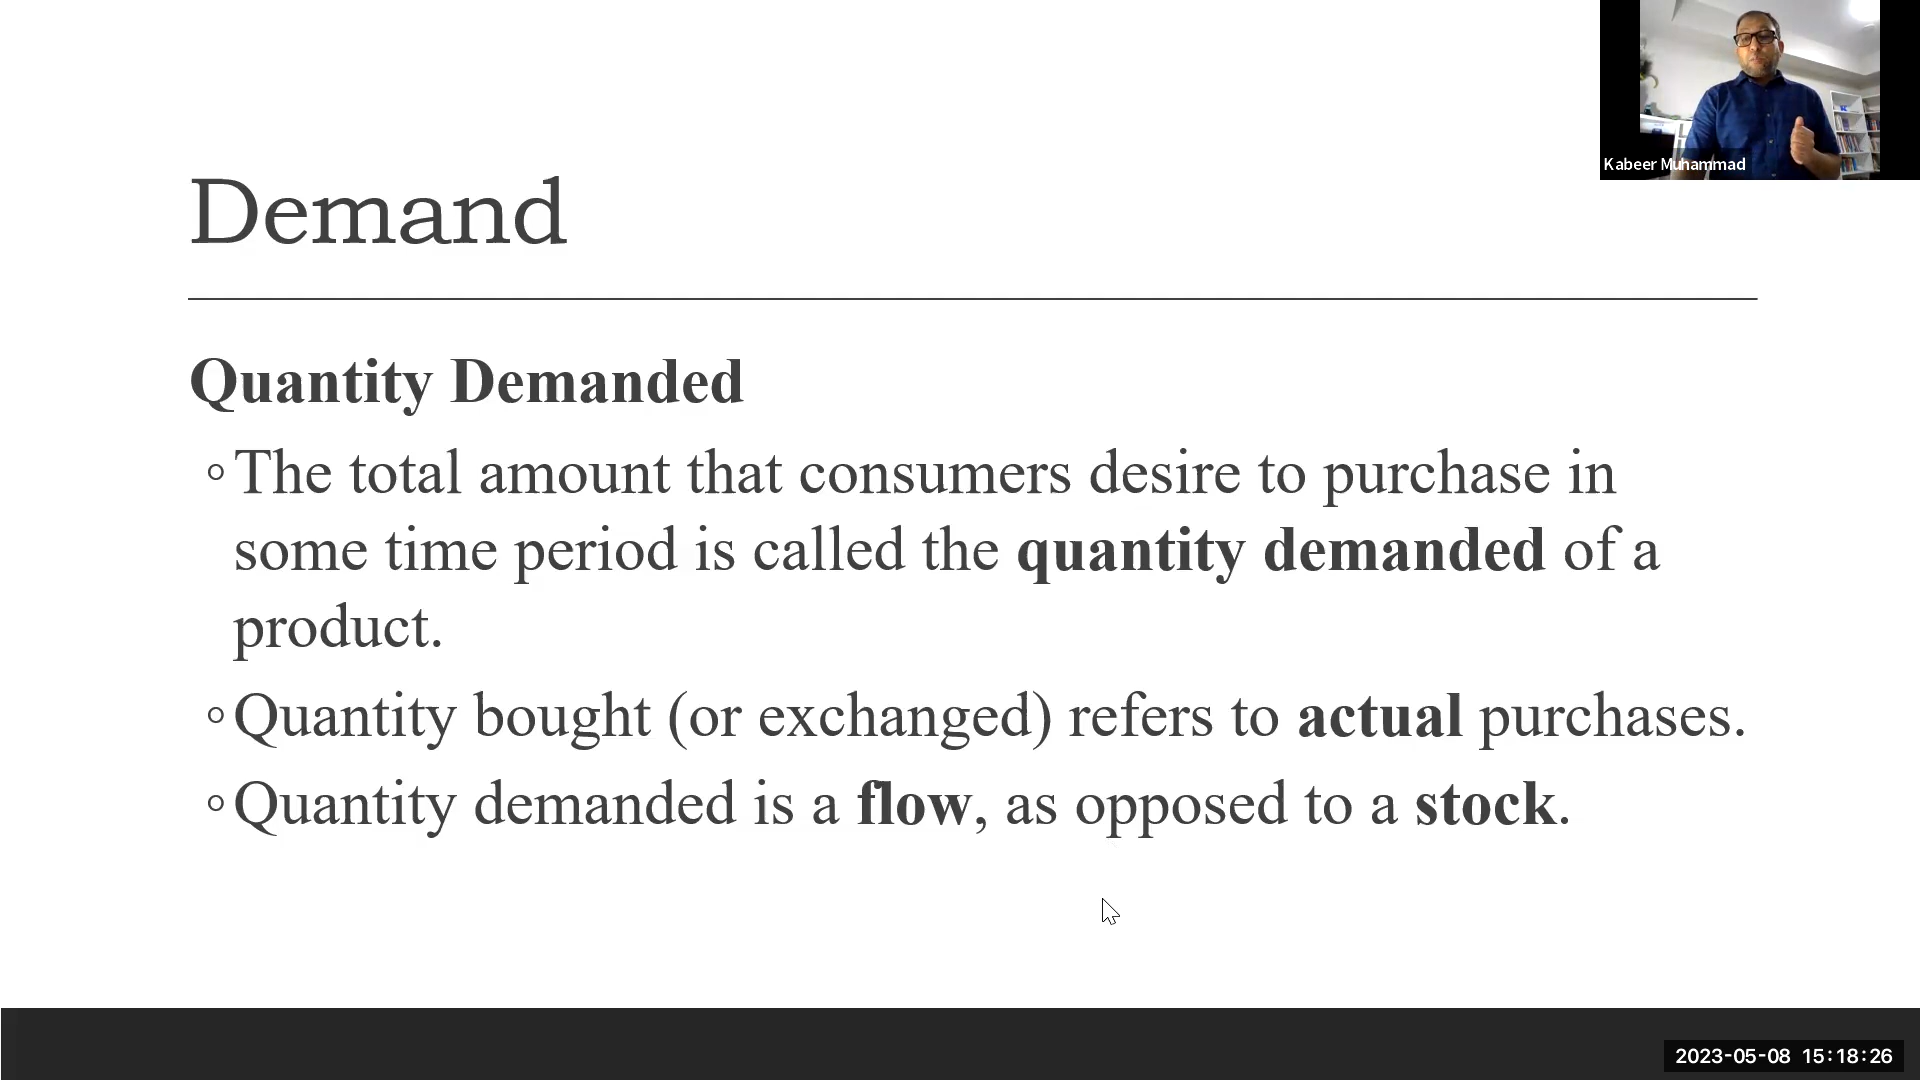 Kabeer Muhammad
Demand
Quantity Demanded
◦The total amount that consumers desire to purchase in
some time period is called the quantity demanded of a
product.
◦Quantity bought (or exchanged) refers to actual purchases.
◦Quantity demanded is a flow, as opposed to a stock.
2023-05-08 15:18:26